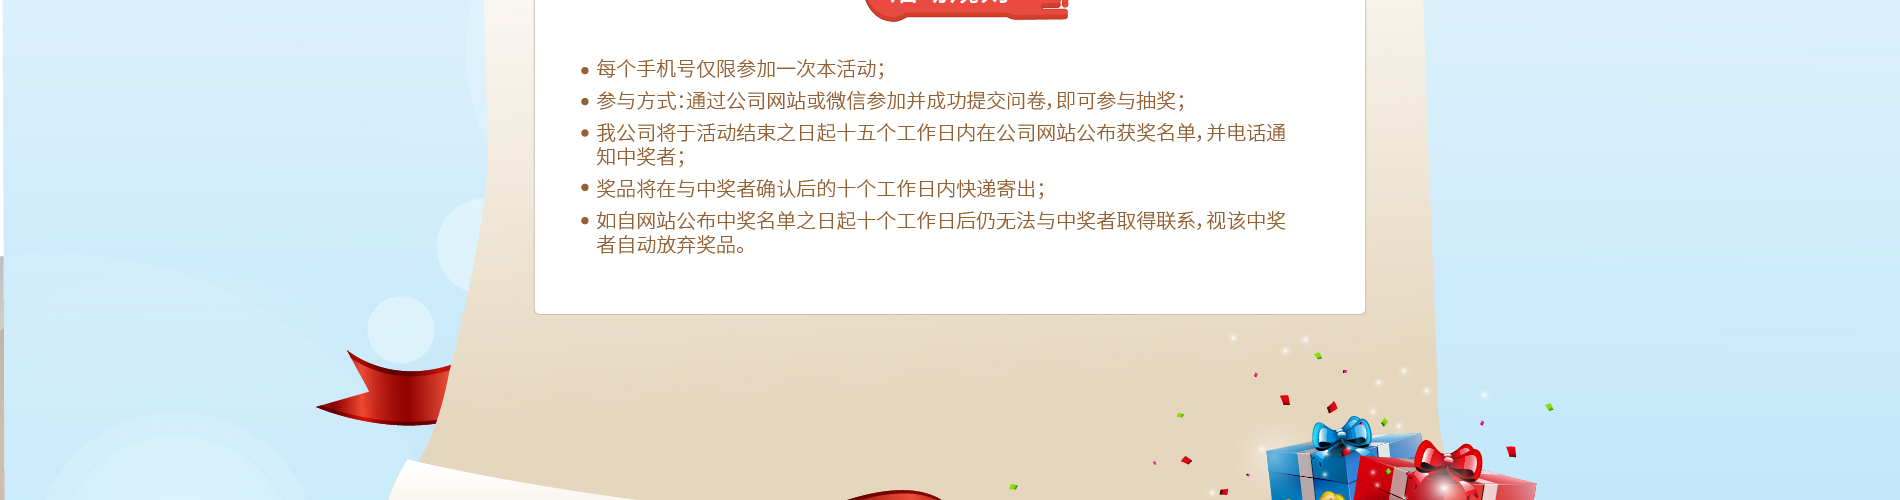 每个手机号仅限参加一次本活动；
参与方式：通过公司网站或微信参加并成功提交问卷，即可参与抽奖；
我公司将于活动结束之日起十五个工作日内在公司网站公布获奖名单，并电话通
知中奖者；
奖品将在与中奖者确认后的十个工作日内快递寄出；
如自网站公布中奖名单之日起十个工作日后仍无法与中奖者取得联系，视该中奖
者自动放弃奖品。